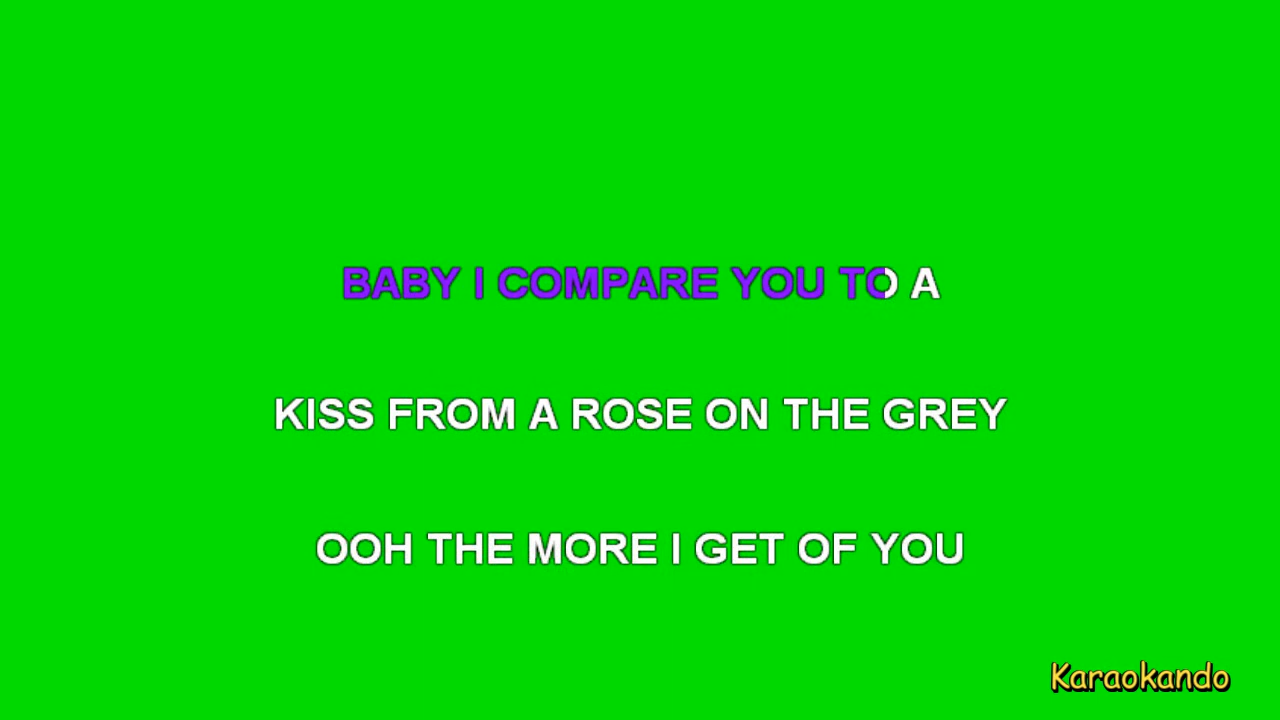 BABY I COMPARE YOU TO A
KISS FROM A ROSE ON THE GREY
OOH THE MORE I GET OF YOU
Karaokando